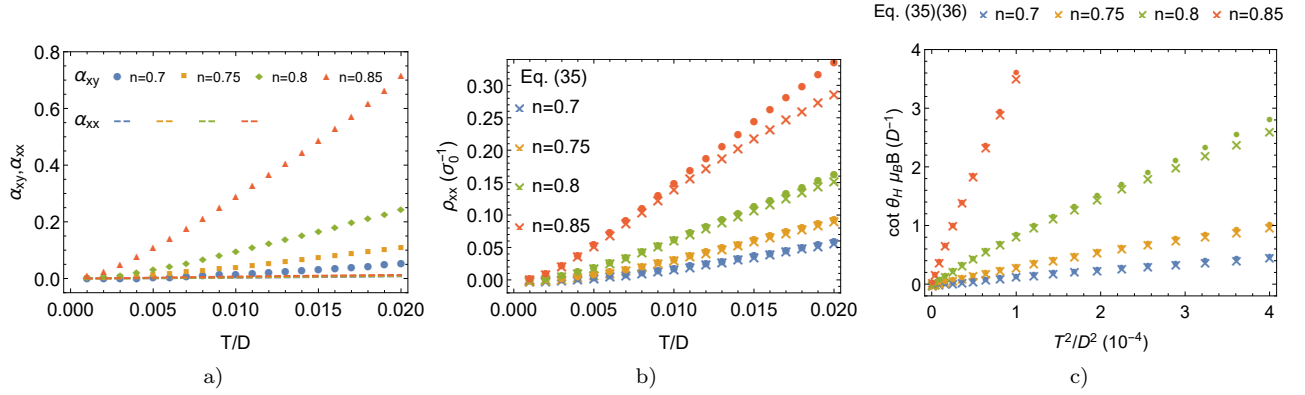 α_xy, α_xx
0.8
0.6
0.4
0.2
0.0
α_xy n=0.7 n=0.75 n=0.8 n=0.85
α_xx
0.000 0.005 0.010 0.015 0.020
T/D
a)
ρ_xx (σ_0^-1)
0.30
0.25
0.20
0.15
0.10
0.05
0.00
Eq. (35)
n=0.7
n=0.75
n=0.8
n=0.85
0.000 0.005 0.010 0.015 0.020
T/D
b)
Eq. (35)(36) n=0.7 n=0.75 n=0.8 n=0.85
cot θ_H μ_B B (D^-1)
4
3
2
1
0
0 1 2 3 4
T^2/D^2 (10^-4)
c)